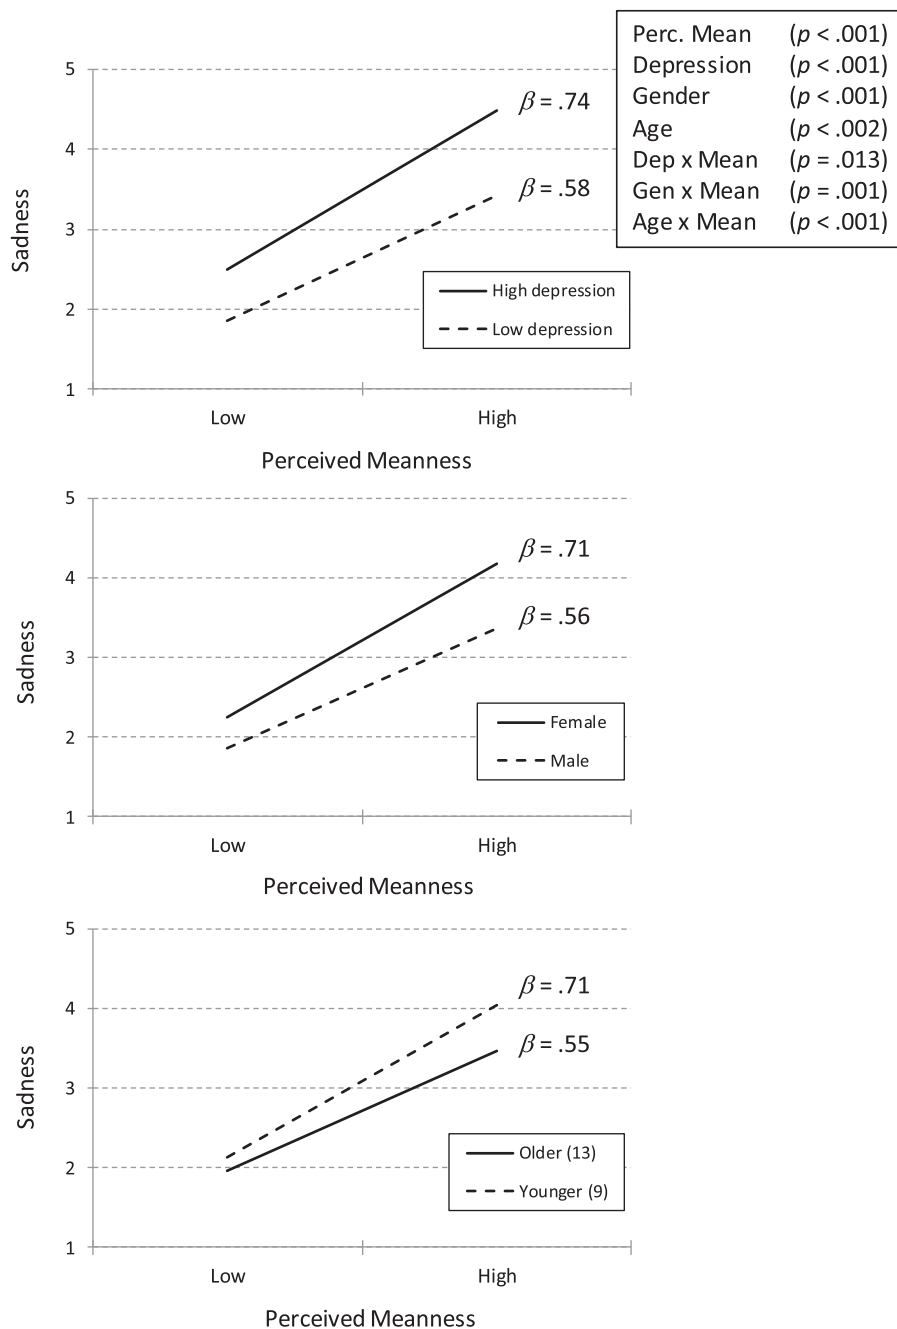 Perc. Mean (p < .001)
Depression (p < .001)
Gender (p < .001)
Age (p < .002)
Dep x Mean (p = .013)
Gen x Mean (p = .001)
Age x Mean (p < .001)
5
4
3
2
1
Sadness
β = .74
β = .58
High depression
Low depression
Low High
Perceived Meanness
5
4
3
2
1
Sadness
β = .71
β = .56
Female
Male
Low High
Perceived Meanness
5
4
3
2
1
Sadness
β = .71
β = .55
Older (13)
Younger (9)
Low High
Perceived Meanness